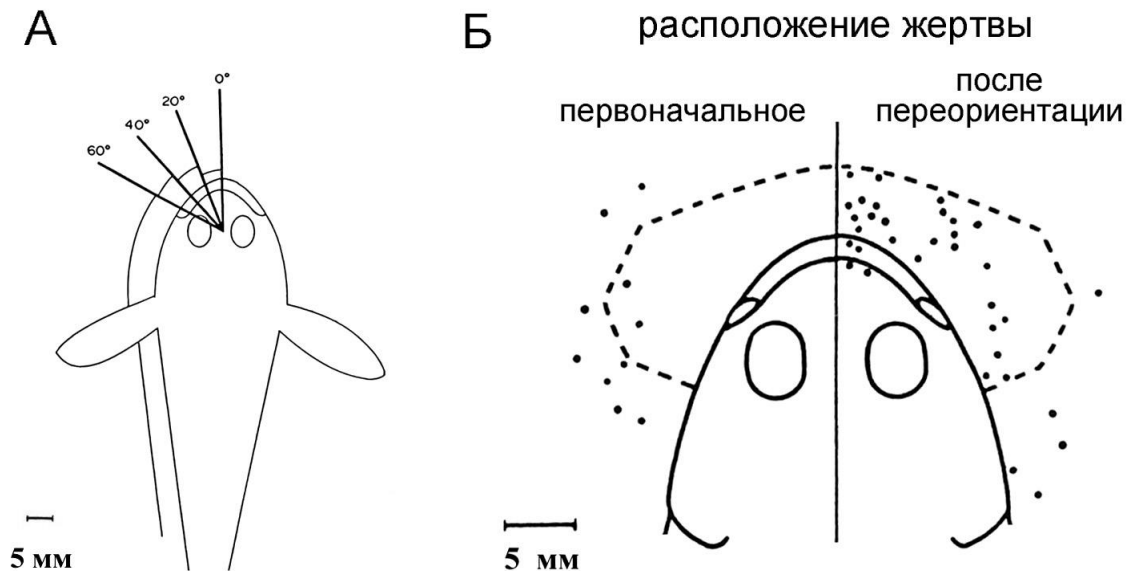 А
0°
20°
40°
60°
5 мм
Б
расположение жертвы
первоначальное
после
переориентации
5 мм